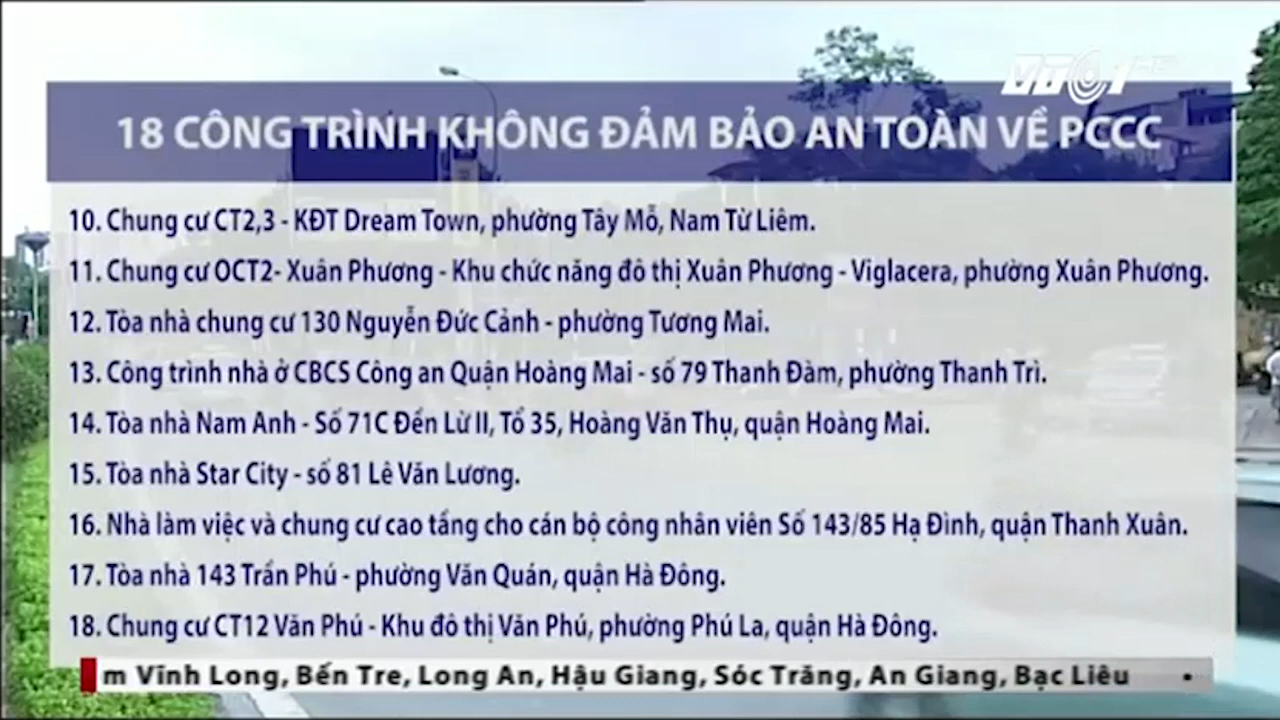 VTC1
18 CÔNG TRÌNH KHÔNG ĐẢM BẢO AN TOÀN VỀ PCCC
10. Chung cư CT2,3 - KĐT Dream Town, phường Tây Mỗ, Nam Từ Liêm.
11. Chung cư OCT2- Xuân Phương - Khu chức năng đô thị Xuân Phương - Viglacera, phường Xuân Phương.
12. Tòa nhà chung cư 130 Nguyễn Đức Cảnh - phường Tương Mai.
13. Công trình nhà ở CBCS Công an Quận Hoàng Mai - số 79 Thanh Đàm, phường Thanh Trì.
14. Tòa nhà Nam Anh - Số 71C Đền Lừ II, Tổ 35, Hoàng Văn Thụ, quận Hoàng Mai.
15. Tòa nhà Star City - số 81 Lê Văn Lương.
16. Nhà làm việc và chung cư cao tầng cho cán bộ công nhân viên Số 143/85 Hạ Đình, quận Thanh Xuân.
17. Tòa nhà 143 Trần Phú - phường Văn Quán, quận Hà Đông.
18. Chung cư CT12 Văn Phú - Khu đô thị Văn Phú, phường Phú La, quận Hà Đông.
m Vĩnh Long, Bến Tre, Long An, Hậu Giang, Sóc Trăng, An Giang, Bạc Liêu